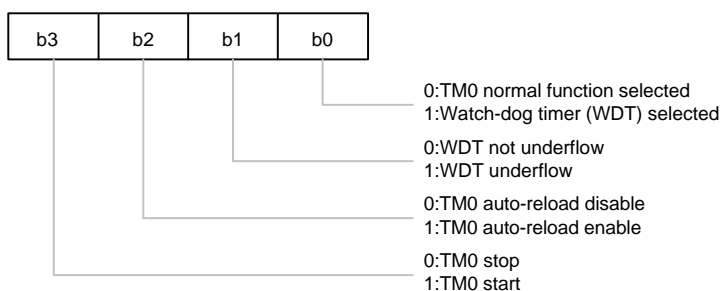 b3 b2 b1 b0
0:TM0 normal function selected
1:Watch-dog timer (WDT) selected
0:WDT not underflow
1:WDT underflow
0:TM0 auto-reload disable
1:TM0 auto-reload enable
0:TM0 stop
1:TM0 start